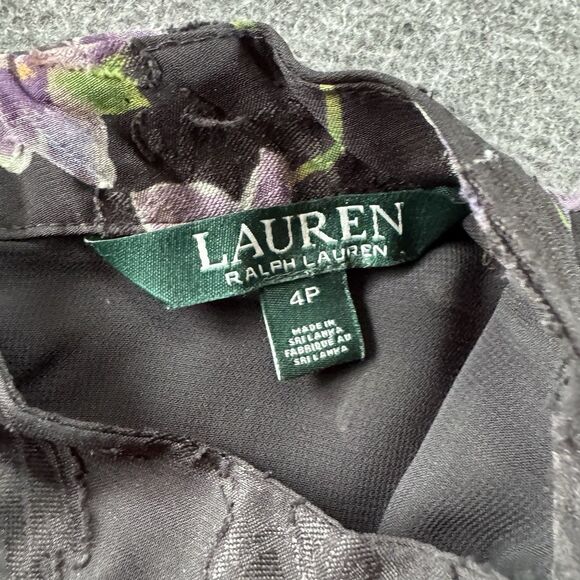 LAUREN
RALPH LAUREN
4P
MADE IN
SRI LANKA
FABRIQUÉ AU
SRI LANKA